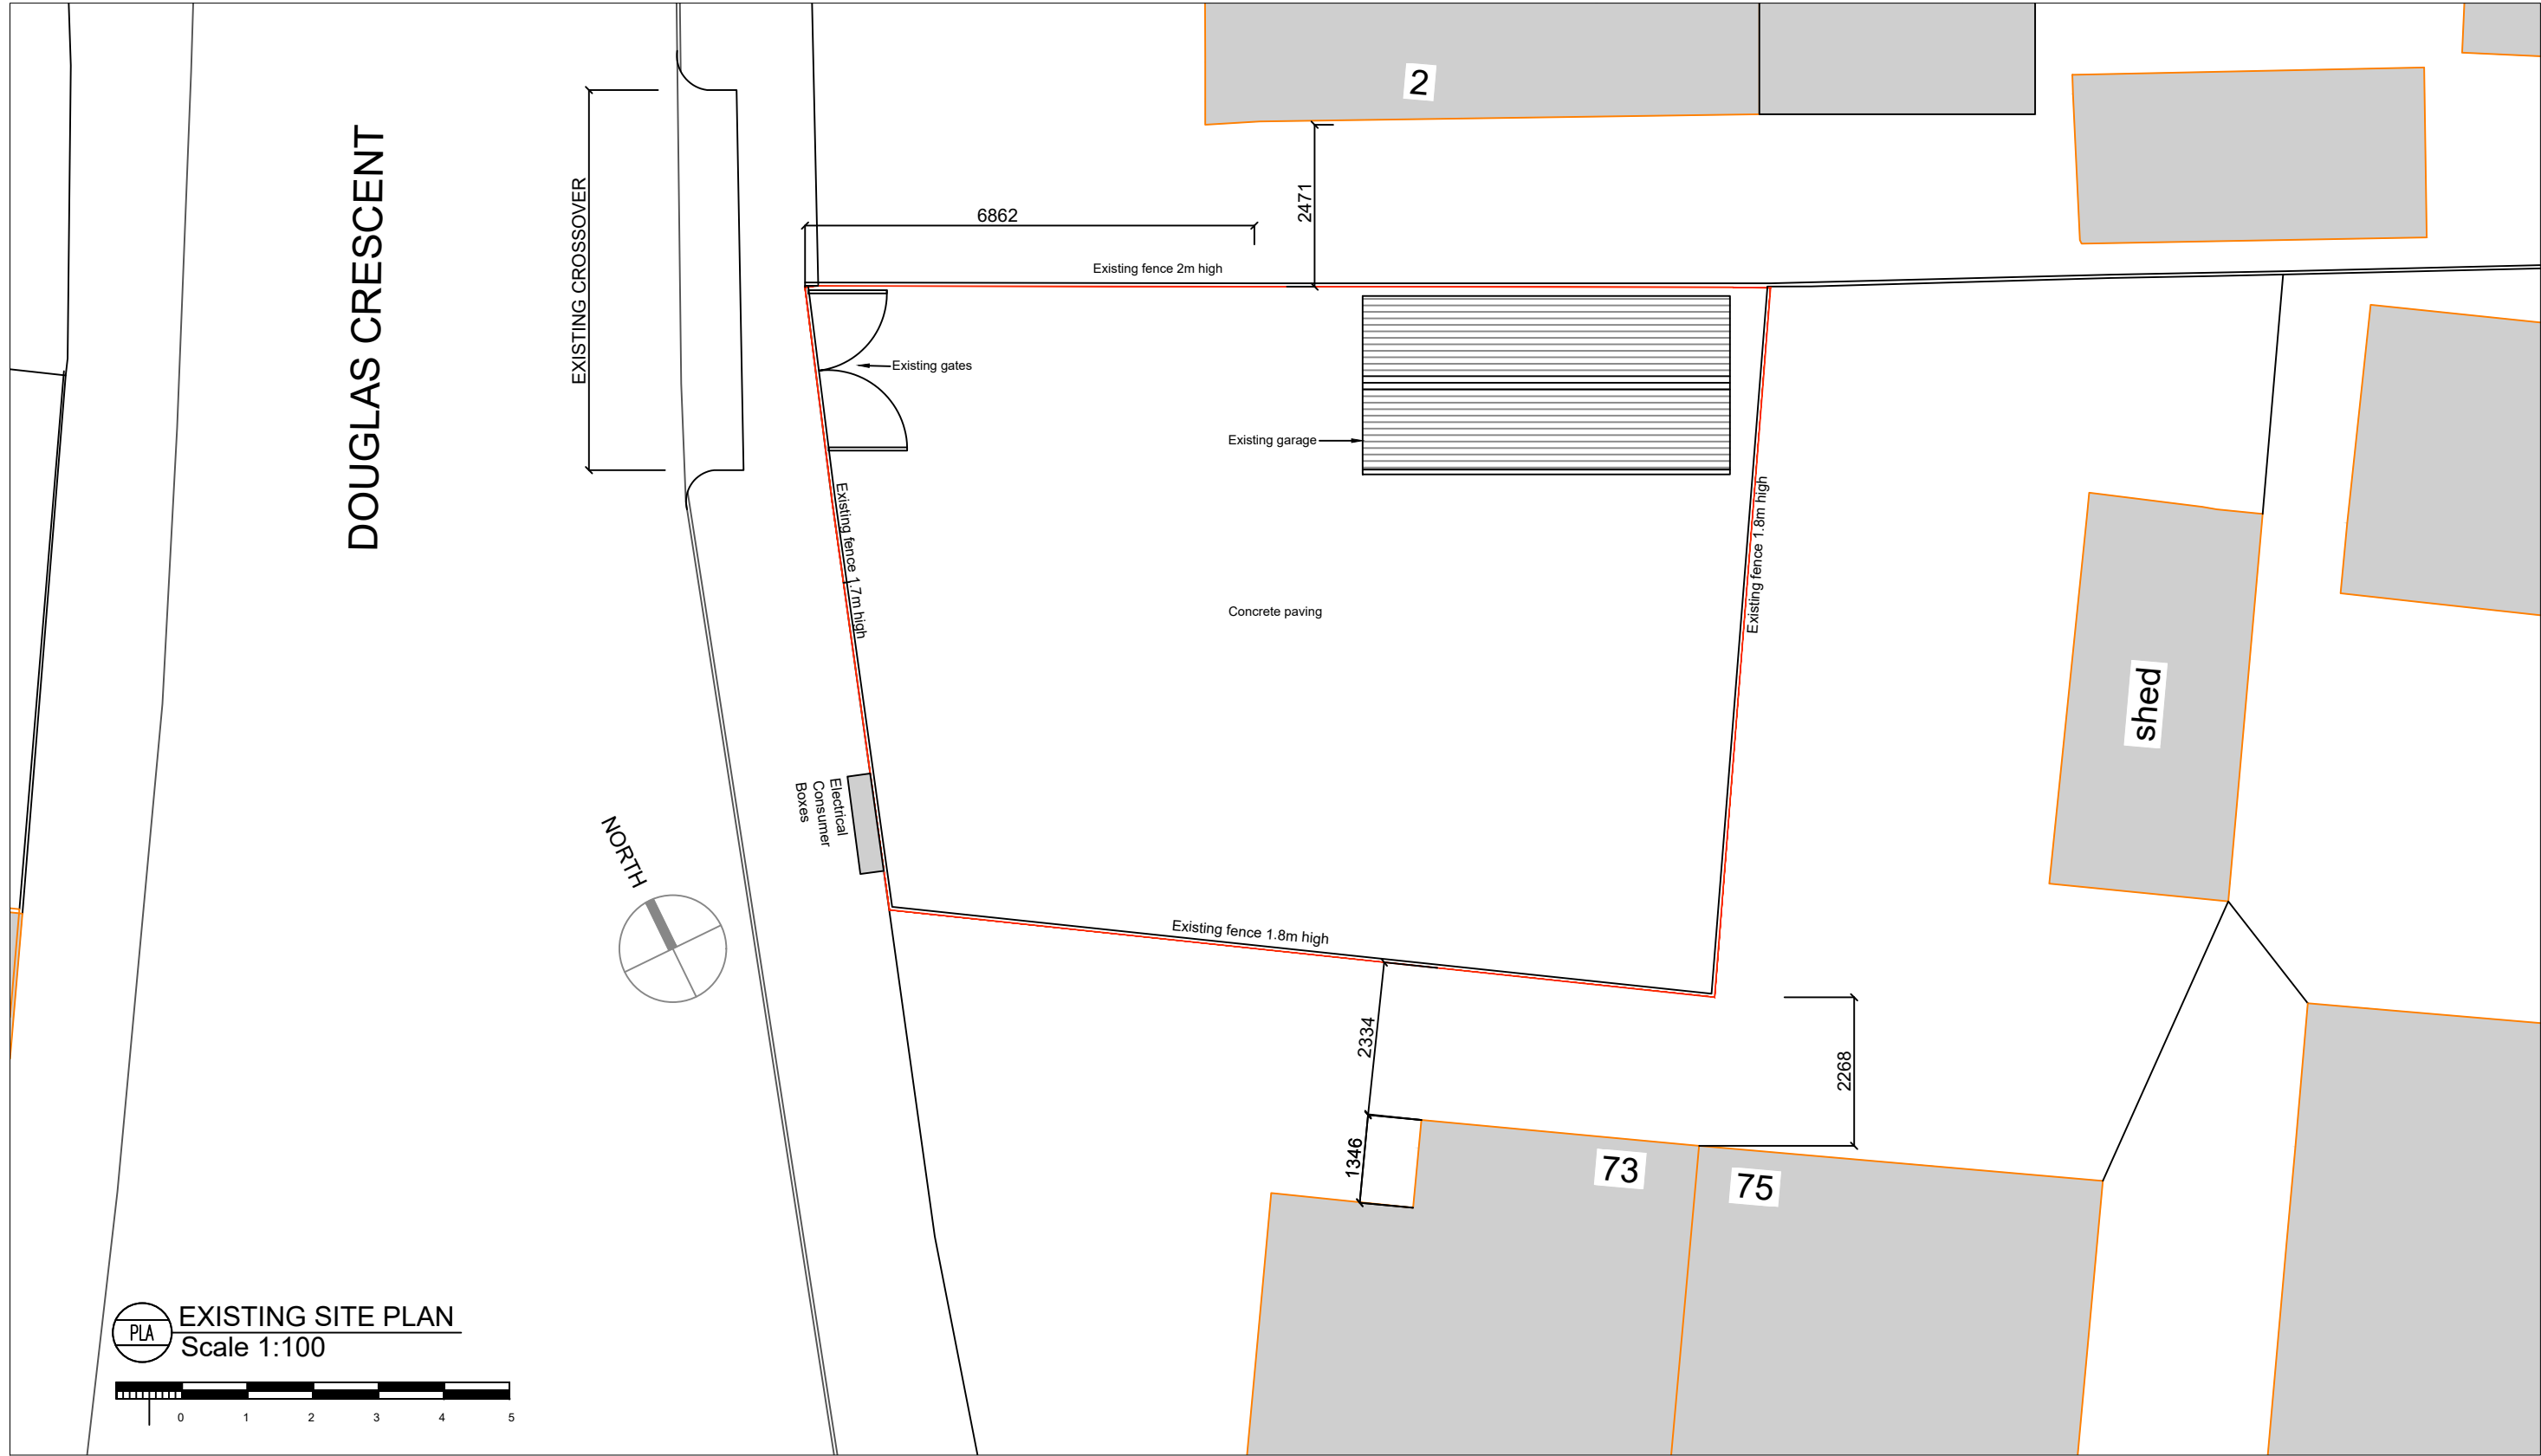 2
DOUGLAS CRESCENT
EXISTING CROSSOVER
6862
2471
Existing fence 2m high
Existing gates
Existing garage
Existing fence 1.7m high
Existing fence 1.8m high
Concrete paving
shed
Electrical
Consumer
Boxes
NORTH
Existing fence 1.8m high
2334
2268
1346
73
75
PLA
EXISTING SITE PLAN
Scale 1:100
0 1 2 3 4 5